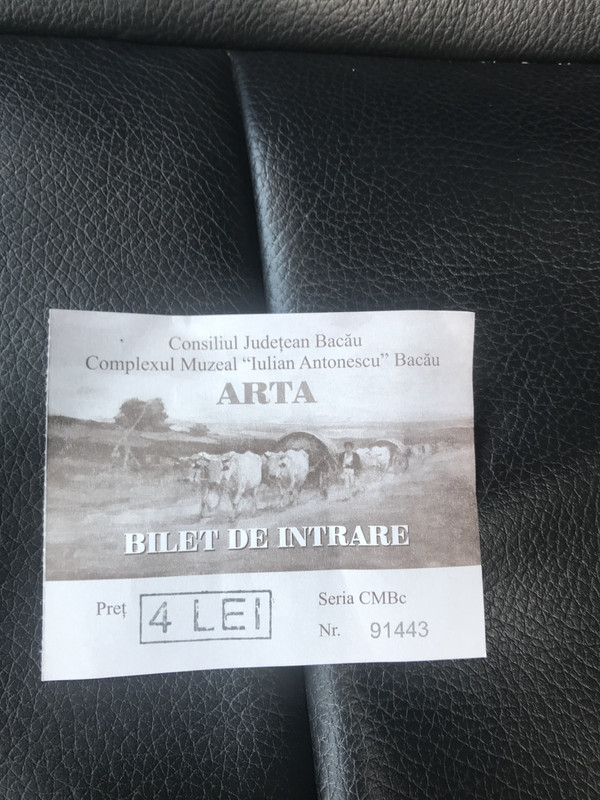 Consiliul Județean Bacău
Complexul Muzeal “Iulian Antonescu” Bacău
ARTA
BILET DE INTRARE
Preț 4 LEI
Seria CMBc
Nr. 91443